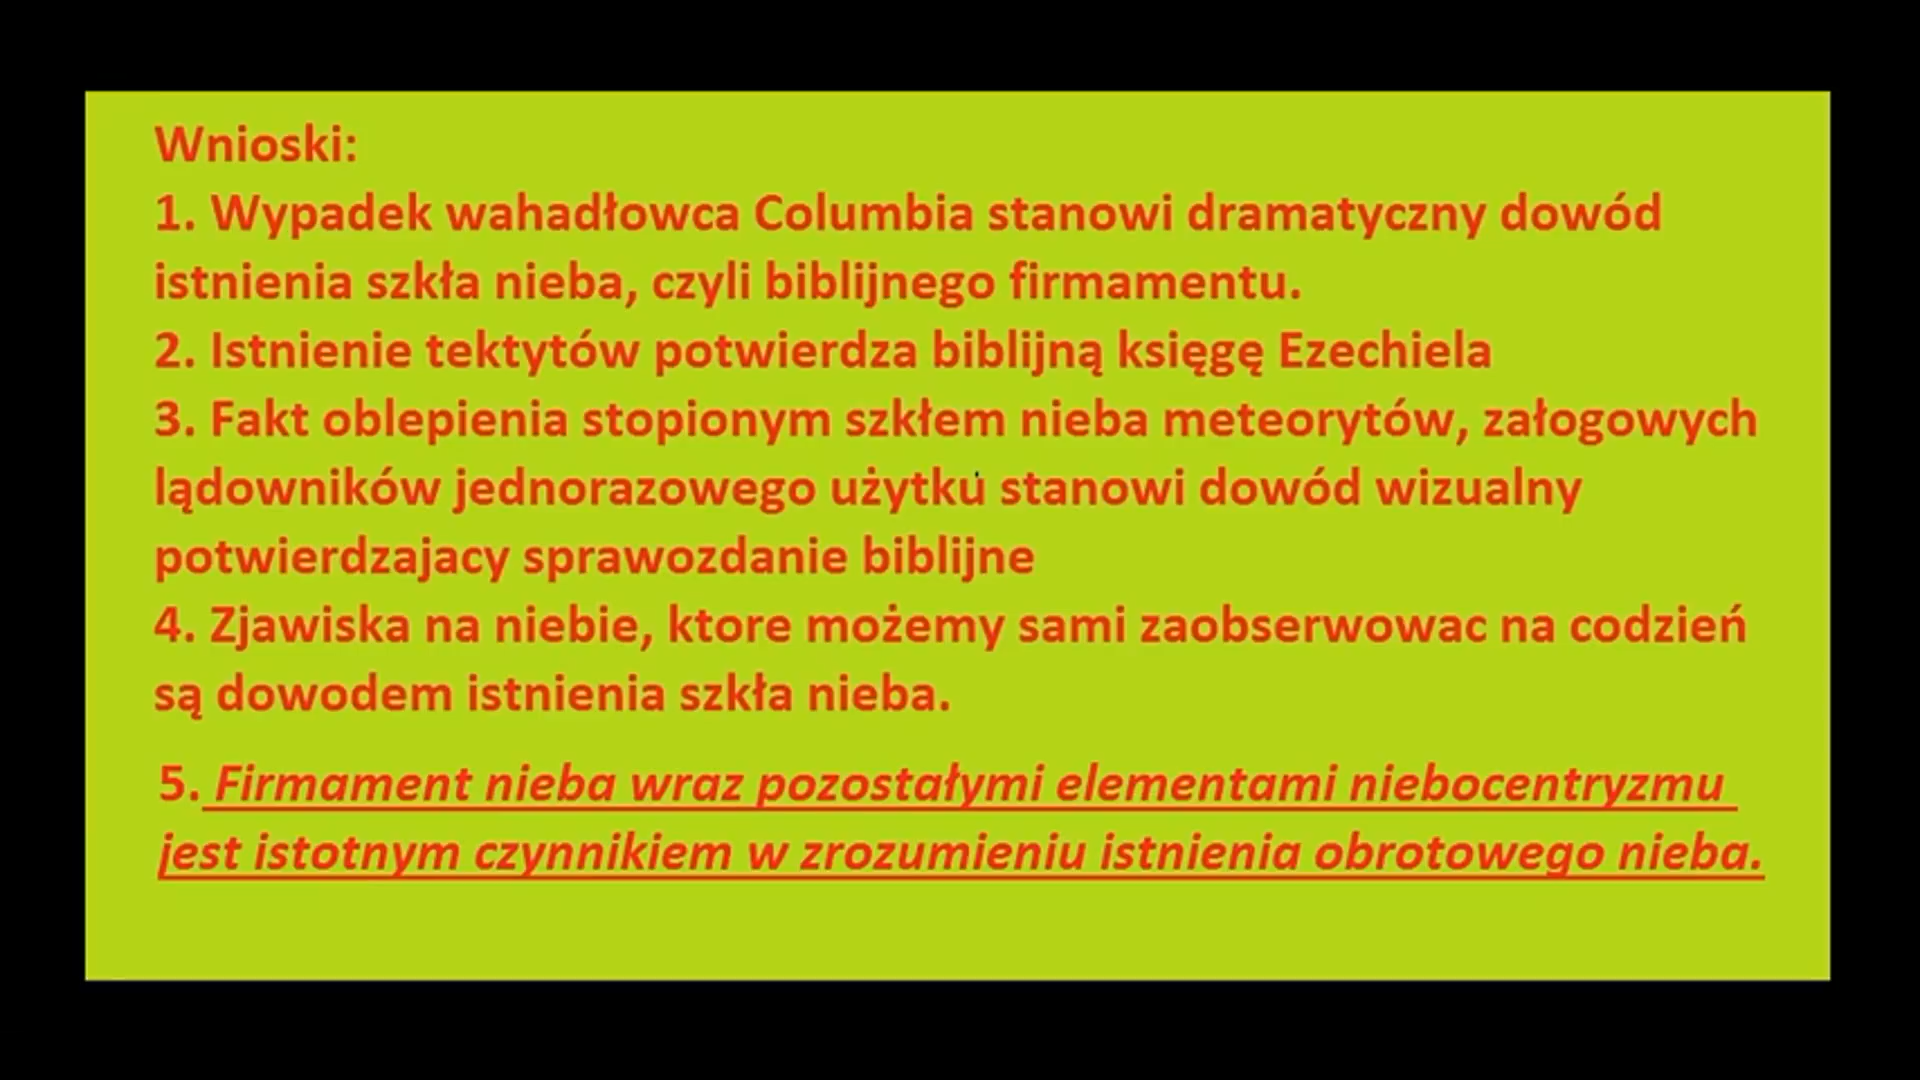 Wnioski:
1. Wypadek wahadłowca Columbia stanowi dramatyczny dowód
istnienia szkła nieba, czyli biblijnego firmamentu.
2. Istnienie tektytów potwierdza biblijną księgę Ezechiela
3. Fakt oblepienia stopionym szkłem nieba meteorytów, załogowych
lądowników jednorazowego użytku stanowi dowód wizualny
potwierdzajacy sprawozdanie biblijne
4. Zjawiska na niebie, ktore możemy sami zaobserwowac na codzień
są dowodem istnienia szkła nieba.
5. Firmament nieba wraz pozostałymi elementami niebocentryzmu
jest istotnym czynnikiem w zrozumieniu istnienia obrotowego nieba.